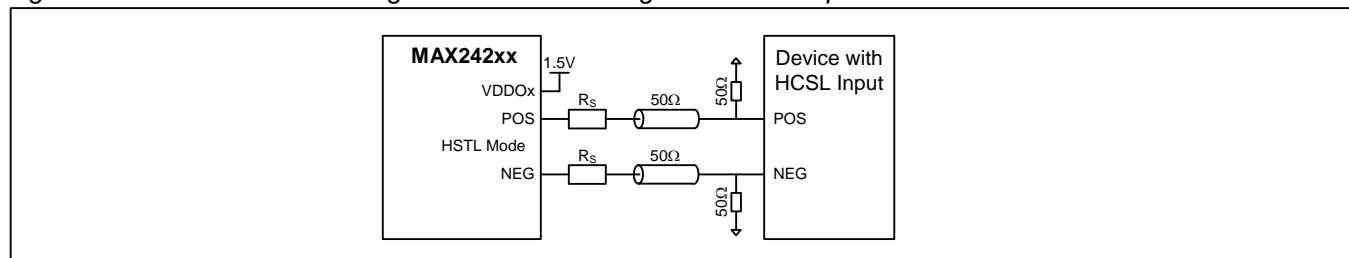 MAX242xx
1.5V
VDDOx
POS
HSTL Mode
NEG
RS
50Ω
RS
50Ω
50Ω
50Ω
Device with
HCSL Input
POS
NEG